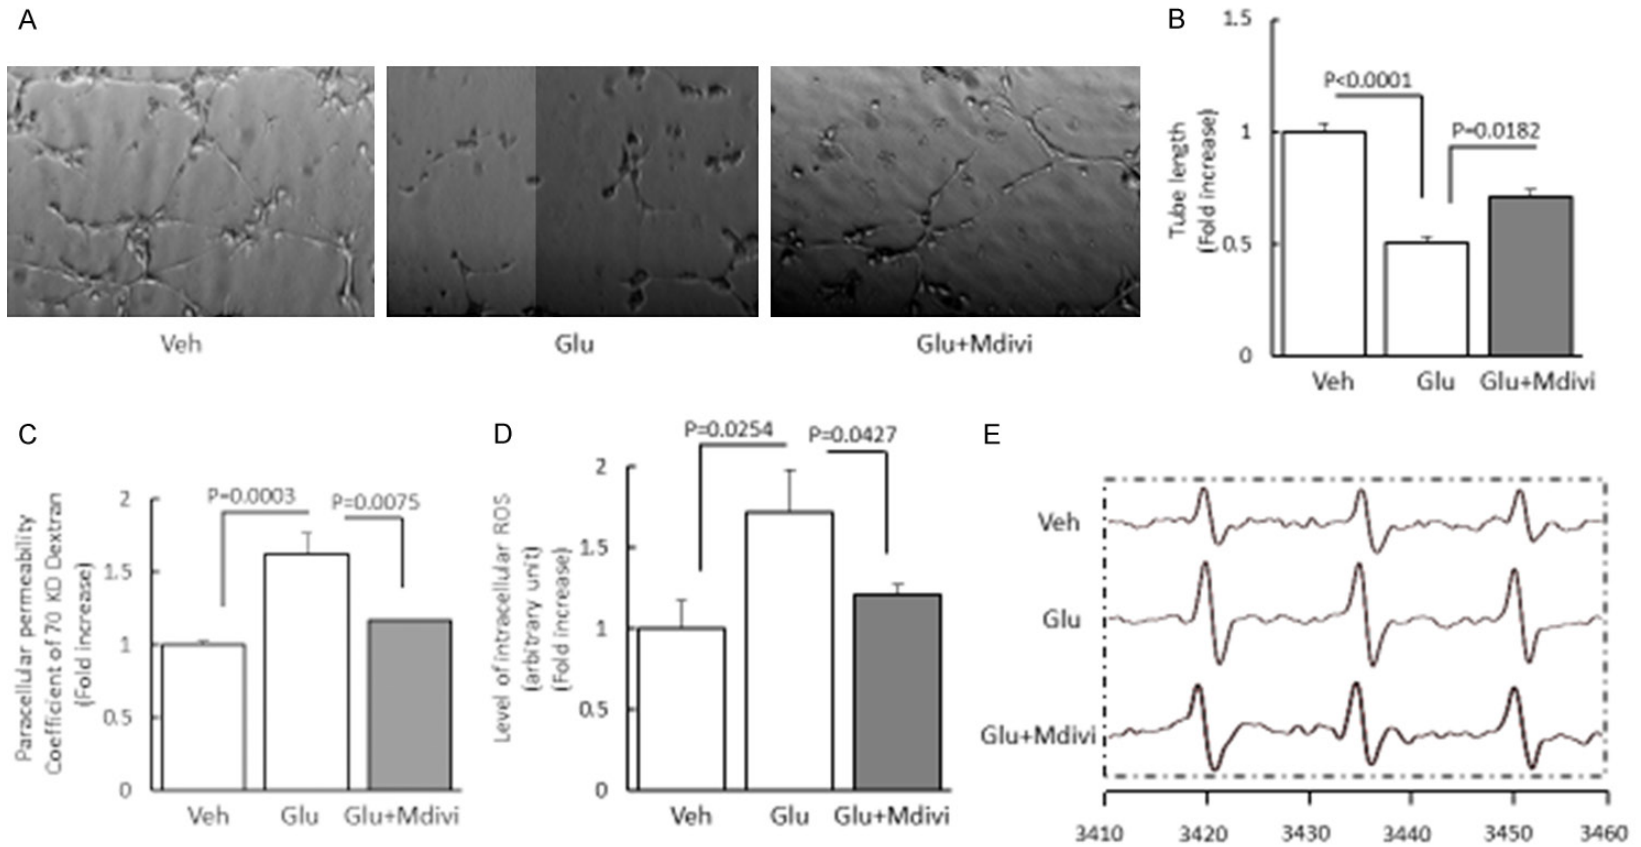 A
Veh
Glu
Glu+Mdivi
B
Tube length
(Fold increase)
1.5
1
0.5
0
P<0.0001
P=0.0182
Veh
Glu
Glu+Mdivi
C
Paracellular permeability
Coefficient of 70 KD Dextran
(Fold increase)
2
1.5
1
0.5
0
P=0.0003
P=0.0075
Veh
Glu
Glu+Mdivi
D
Level of intracellular ROS
(arbitrary unit)
(Fold increase)
2
1.5
1
0.5
0
P=0.0254
P=0.0427
Veh
Glu
Glu+Mdivi
E
Veh
Glu
Glu+Mdivi
3410
3420
3430
3440
3450
3460